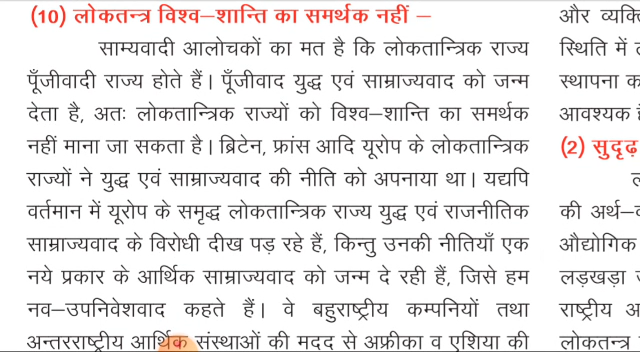 (10) लोकतन्त्र विश्व–शान्ति का समर्थक नहीं –
साम्यवादी आलोचकों का मत है कि लोकतान्त्रिक राज्य
पूँजीवादी राज्य होते हैं। पूँजीवाद युद्ध एवं साम्राज्यवाद को जन्म
देता है, अतः लोकतान्त्रिक राज्यों को विश्व–शान्ति का समर्थक
नहीं माना जा सकता है। ब्रिटेन, फ्रांस आदि यूरोप के लोकतान्त्रिक
राज्यों ने युद्ध एवं साम्राज्यवाद की नीति को अपनाया था। यद्यपि
वर्तमान में यूरोप के समृद्ध लोकतान्त्रिक राज्य युद्ध एवं राजनीतिक
साम्राज्यवाद के विरोधी दीख पड़ रहे हैं, किन्तु उनकी नीतियाँ एक
नये प्रकार के आर्थिक साम्राज्यवाद को जन्म दे रही हैं, जिसे हम
नव–उपनिवेशवाद कहते हैं। वे बहुराष्ट्रीय कम्पनियों तथा
अन्तरराष्ट्रीय आर्थिक संस्थाओं की मदद से अफ्रीका व एशिया की
और
स्थिति में
स्थापना
आवश्यक
(2) सुदृढ़
की अर्थ–
औद्योगिक
लड़खड़ा
राष्ट्रीय
लोकतन्त्र